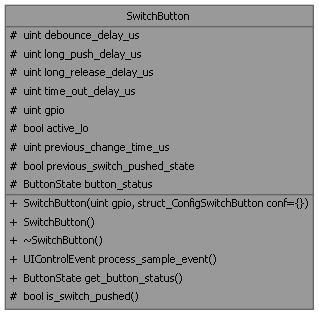 SwitchButton
# uint debounce_delay_us
# uint long_push_delay_us
# uint long_release_delay_us
# uint time_out_delay_us
# uint gpio
# bool active_lo
# uint previous_change_time_us
# bool previous_switch_pushed_state
# ButtonState button_status
+ SwitchButton(uint gpio, struct_ConfigSwitchButton conf={})
+ SwitchButton()
+ ~SwitchButton()
+ UIControlEvent process_sample_event()
+ ButtonState get_button_status()
# bool is_switch_pushed()